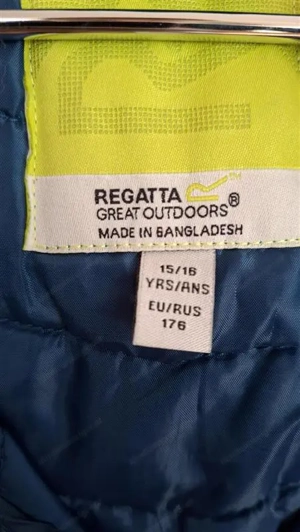 REGATTA R®
GREAT OUTDOORS
MADE IN BANGLADESH
15/16
YRS/ANS
EU/RUS
176